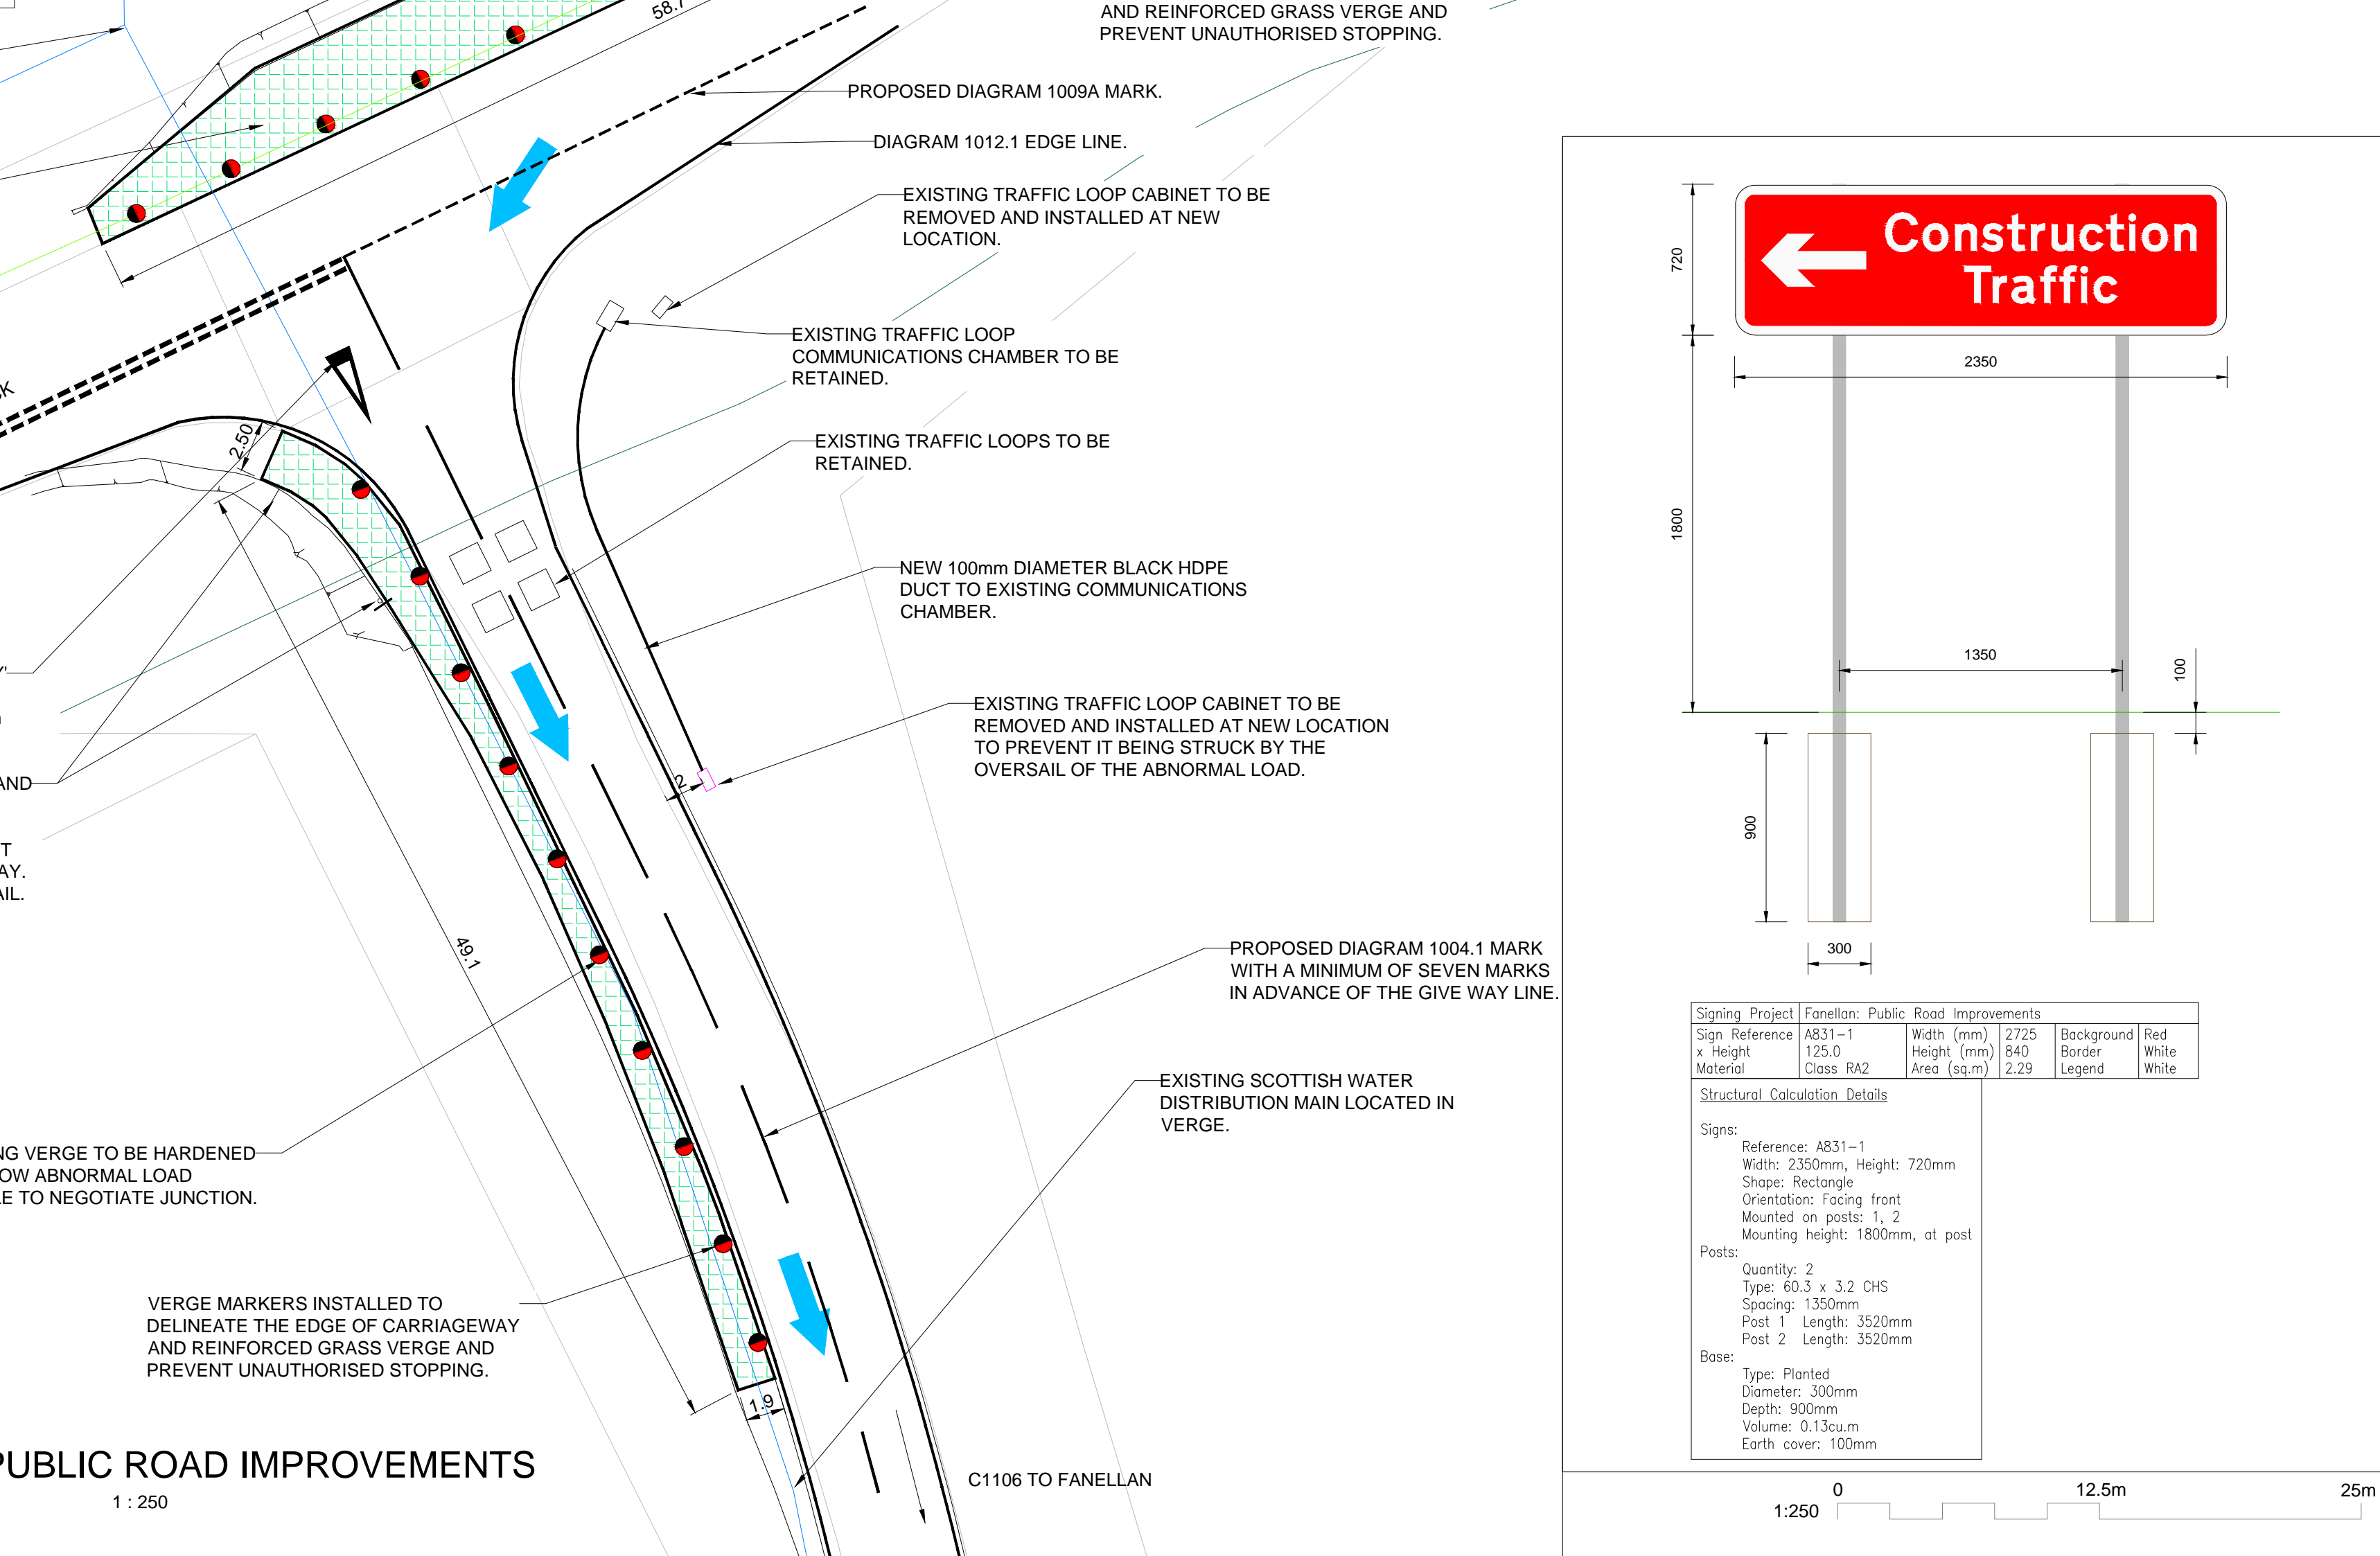 58.7
AND REINFORCED GRASS VERGE AND
PREVENT UNAUTHORISED STOPPING.
PROPOSED DIAGRAM 1009A MARK.
DIAGRAM 1012.1 EDGE LINE.
EXISTING TRAFFIC LOOP CABINET TO BE
REMOVED AND INSTALLED AT NEW
LOCATION.
EXISTING TRAFFIC LOOP
COMMUNICATIONS CHAMBER TO BE
RETAINED.
EXISTING TRAFFIC LOOPS TO BE
RETAINED.
NEW 100mm DIAMETER BLACK HDPE
DUCT TO EXISTING COMMUNICATIONS
CHAMBER.
EXISTING TRAFFIC LOOP CABINET TO BE
REMOVED AND INSTALLED AT NEW LOCATION
TO PREVENT IT BEING STRUCK BY THE
OVERSAIL OF THE ABNORMAL LOAD.
2.50
2
49.1
AND
T
AY.
AIL.
PROPOSED DIAGRAM 1004.1 MARK
WITH A MINIMUM OF SEVEN MARKS
IN ADVANCE OF THE GIVE WAY LINE.
EXISTING SCOTTISH WATER
DISTRIBUTION MAIN LOCATED IN
VERGE.
NG VERGE TO BE HARDENED
OW ABNORMAL LOAD
LE TO NEGOTIATE JUNCTION.
VERGE MARKERS INSTALLED TO
DELINEATE THE EDGE OF CARRIAGEWAY
AND REINFORCED GRASS VERGE AND
PREVENT UNAUTHORISED STOPPING.
1.9
PUBLIC ROAD IMPROVEMENTS
1 : 250
C1106 TO FANELLAN
Construction
Traffic
720
2350
1800
1350
100
900
300
Signing Project Fanellan: Public Road Improvements
Sign Reference A831-1 Width (mm) 2725 Background Red
x Height 125.0 Height (mm) 840 Border White
Material Class RA2 Area (sq.m) 2.29 Legend White
Structural Calculation Details
Signs:
Reference: A831-1
Width: 2350mm, Height: 720mm
Shape: Rectangle
Orientation: Facing front
Mounted on posts: 1, 2
Mounting height: 1800mm, at post
Posts:
Quantity: 2
Type: 60.3 x 3.2 CHS
Spacing: 1350mm
Post 1 Length: 3520mm
Post 2 Length: 3520mm
Base:
Type: Planted
Diameter: 300mm
Depth: 900mm
Volume: 0.13cu.m
Earth cover: 100mm
1:250
0 12.5m 25m